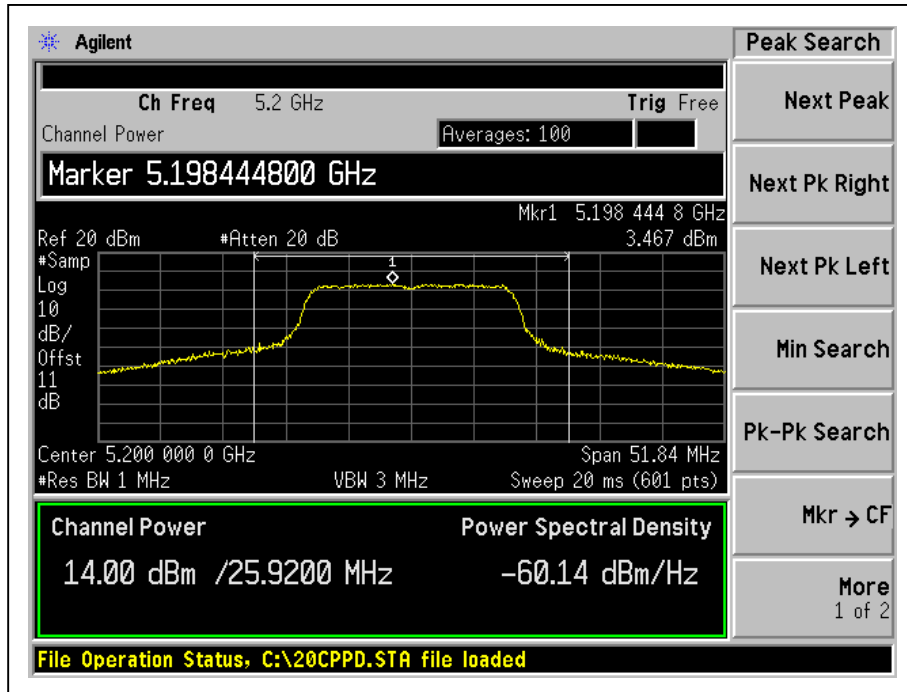 Agilent
Peak Search
Ch Freq 5.2 GHz Trig Free
Channel Power Averages: 100
Marker 5.198444800 GHz
Mkr1 5.198 444 8 GHz
Ref 20 dBm #Atten 20 dB 3.467 dBm
#Samp
Log
10
dB/
Offst
11
dB
1
Center 5.200 000 0 GHz Span 51.84 MHz
#Res BW 1 MHz VBW 3 MHz Sweep 20 ms (601 pts)
Channel Power Power Spectral Density
14.00 dBm /25.9200 MHz -60.14 dBm/Hz
File Operation Status, C:\20CPPD.STA file loaded
Next Peak
Next Pk Right
Next Pk Left
Min Search
Pk-Pk Search
Mkr → CF
More
1 of 2